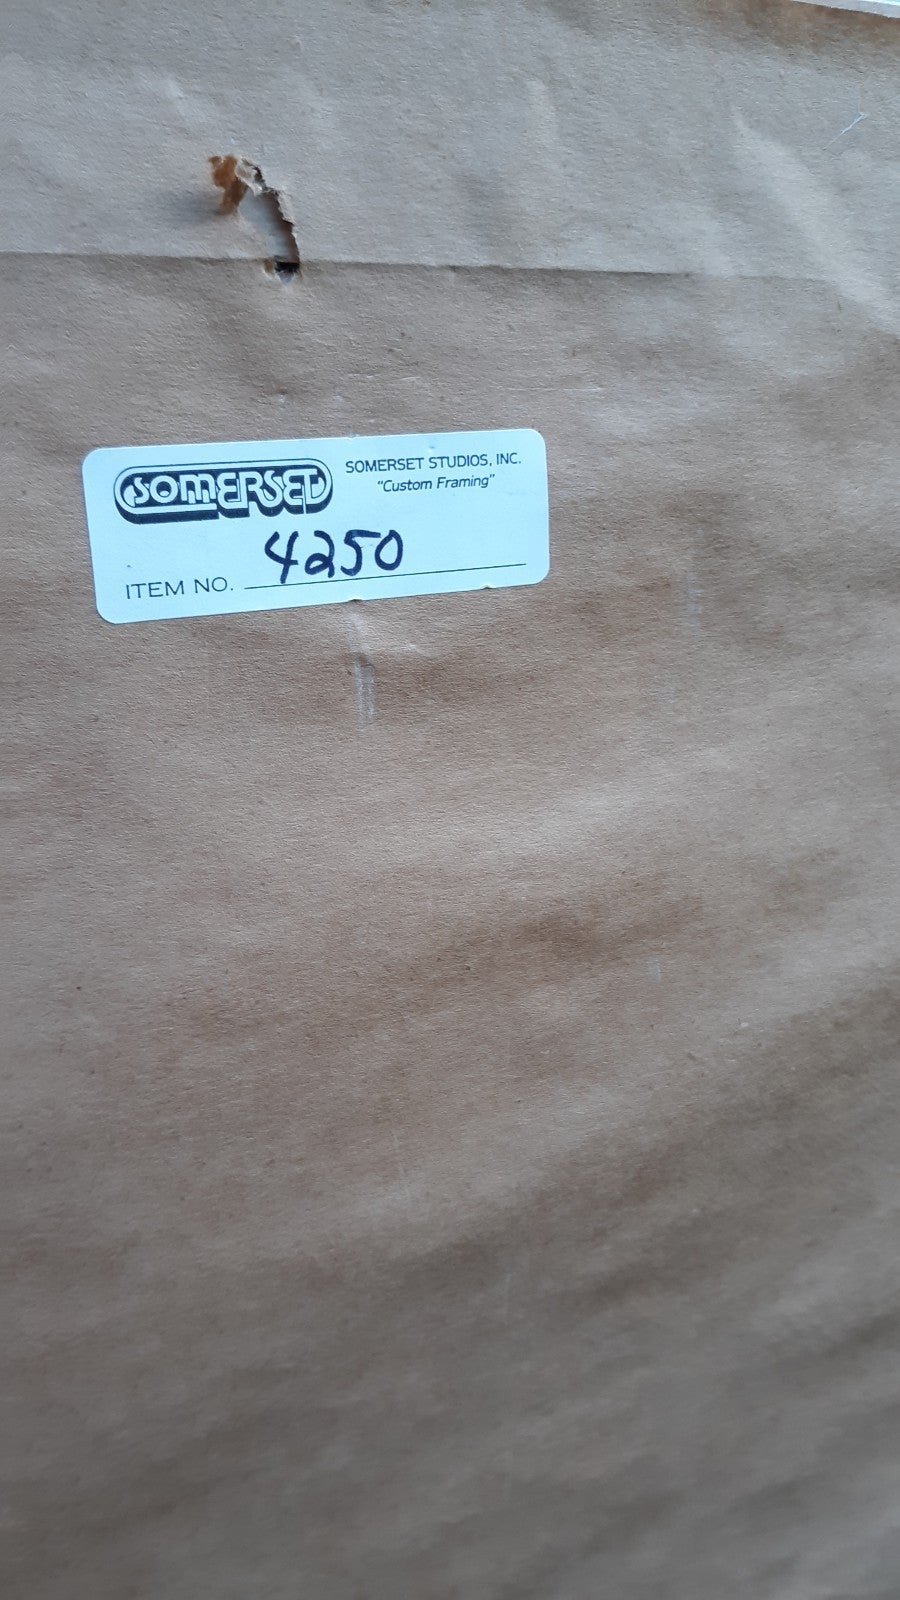 SOMERSET
SOMERSET STUDIOS, INC.
"Custom Framing"
ITEM NO. 4250